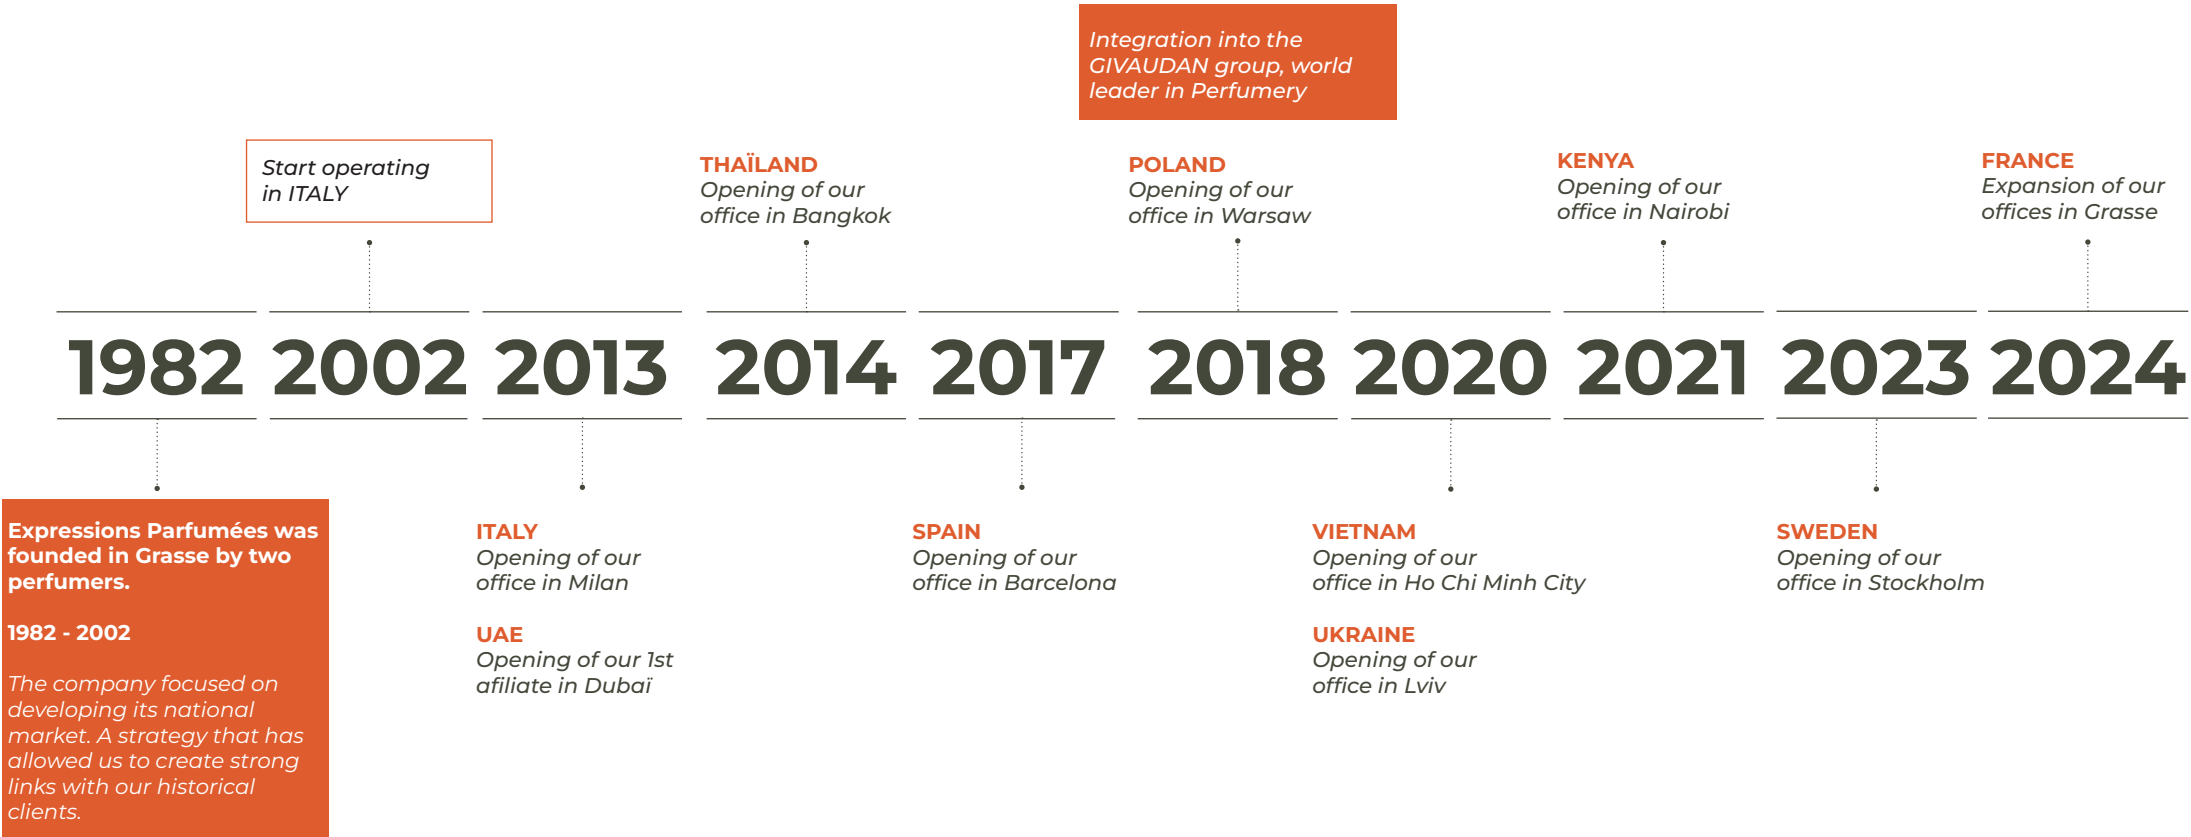 Integration into the
GIVAUDAN group, world
leader in Perfumery
Start operating
in ITALY
THAÏLAND
Opening of our
office in Bangkok
POLAND
Opening of our
office in Warsaw
KENYA
Opening of our
office in Nairobi
FRANCE
Expansion of our
offices in Grasse
1982 2002 2013 2014 2017 2018 2020 2021 2023 2024
Expressions Parfumées was
founded in Grasse by two
perfumers.
1982 - 2002
The company focused on
developing its national
market. A strategy that has
allowed us to create strong
links with our historical
clients.
ITALY
Opening of our
office in Milan
UAE
Opening of our 1st
afiliate in Dubaï
SPAIN
Opening of our
office in Barcelona
VIETNAM
Opening of our
office in Ho Chi Minh City
UKRAINE
Opening of our
office in Lviv
SWEDEN
Opening of our
office in Stockholm